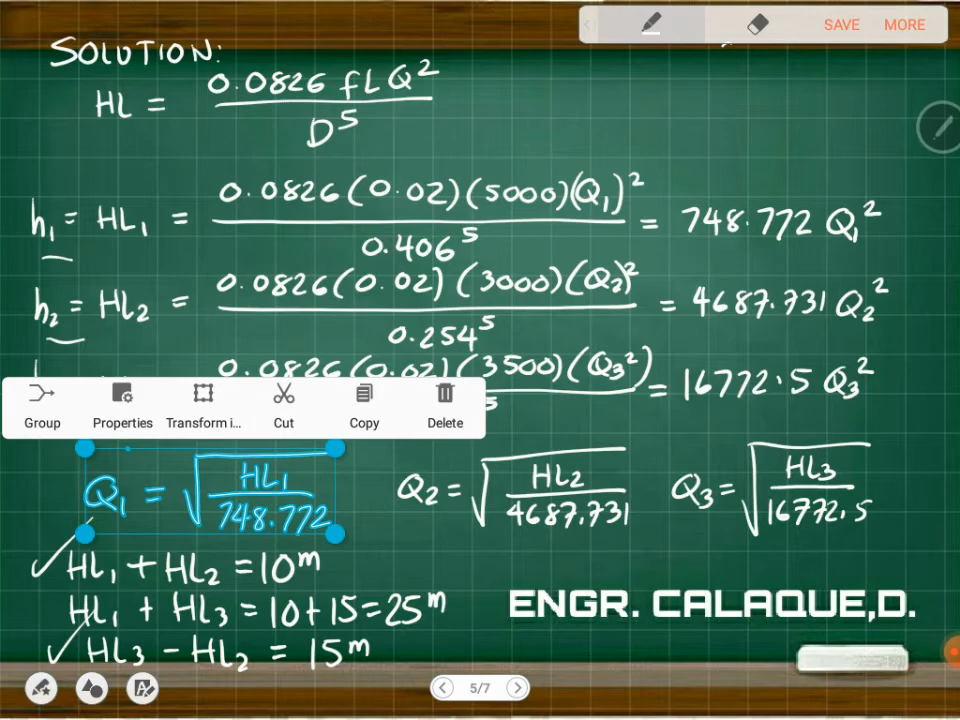 SAVE MORE
SOLUTION:
HL = 0.0826 fLQ² / D⁵
h₁ = HL₁ = 0.0826(0.02)(5000)(Q₁)² / 0.406⁵ = 748.772 Q₁²
h₂ = HL₂ = 0.0826(0.02)(3000)(Q₂)² / 0.254⁵ = 4687.731 Q₂²
0.0826(0.02)(3500)(Q₃²) = 16772.5 Q₃²
Group Properties Transform i... Cut Copy Delete
Q₁ = √(HL₁ / 748.772) Q₂ = √(HL₂ / 4687.731) Q₃ = √(HL₃ / 16772.5)
HL₁ + HL₂ = 10ᵐ
HL₁ + HL₃ = 10+15 = 25ᵐ
HL₃ - HL₂ = 15ᵐ
ENGR. CALAQUE,D.
5/7